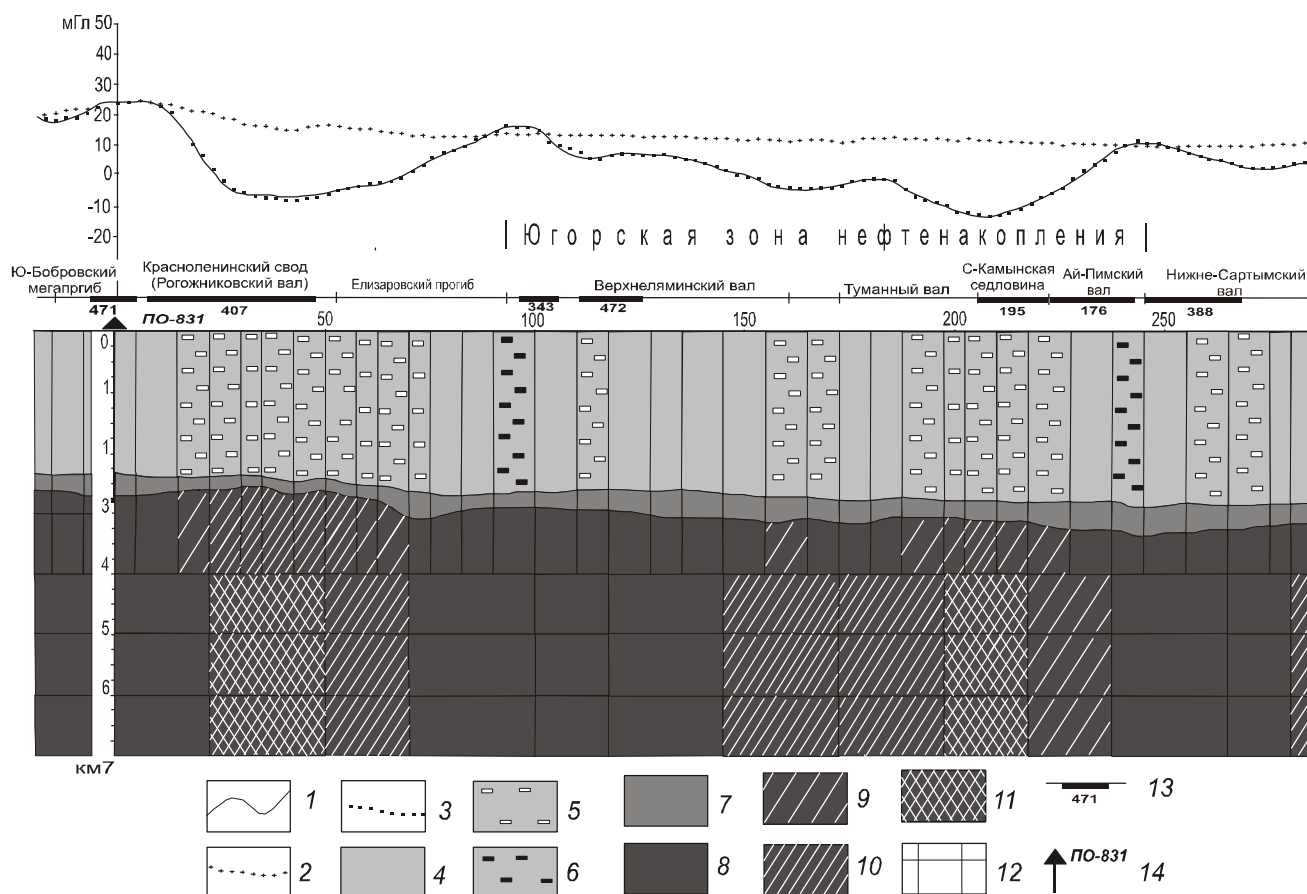 мГл 50
40
30
20
10
0
-10
-20
Югорская зона нефтенакопления
Ю-Бобровский
мегапргиб
Красноленинский свод
(Рогожниковский вал)
Елизаровский прогиб
Верхнеляминский вал
Туманный вал
С-Камынская
седловина
Ай-Пимский
вал
Нижне-Сартымский
вал
471 407 343 472 195 176 388
ПО-831 50 100 150 200 250
0
1
1
3
4
5
6
км7
1 3 5 7 9 11 471 13
2 4 6 8 10 12 ПО-831 14